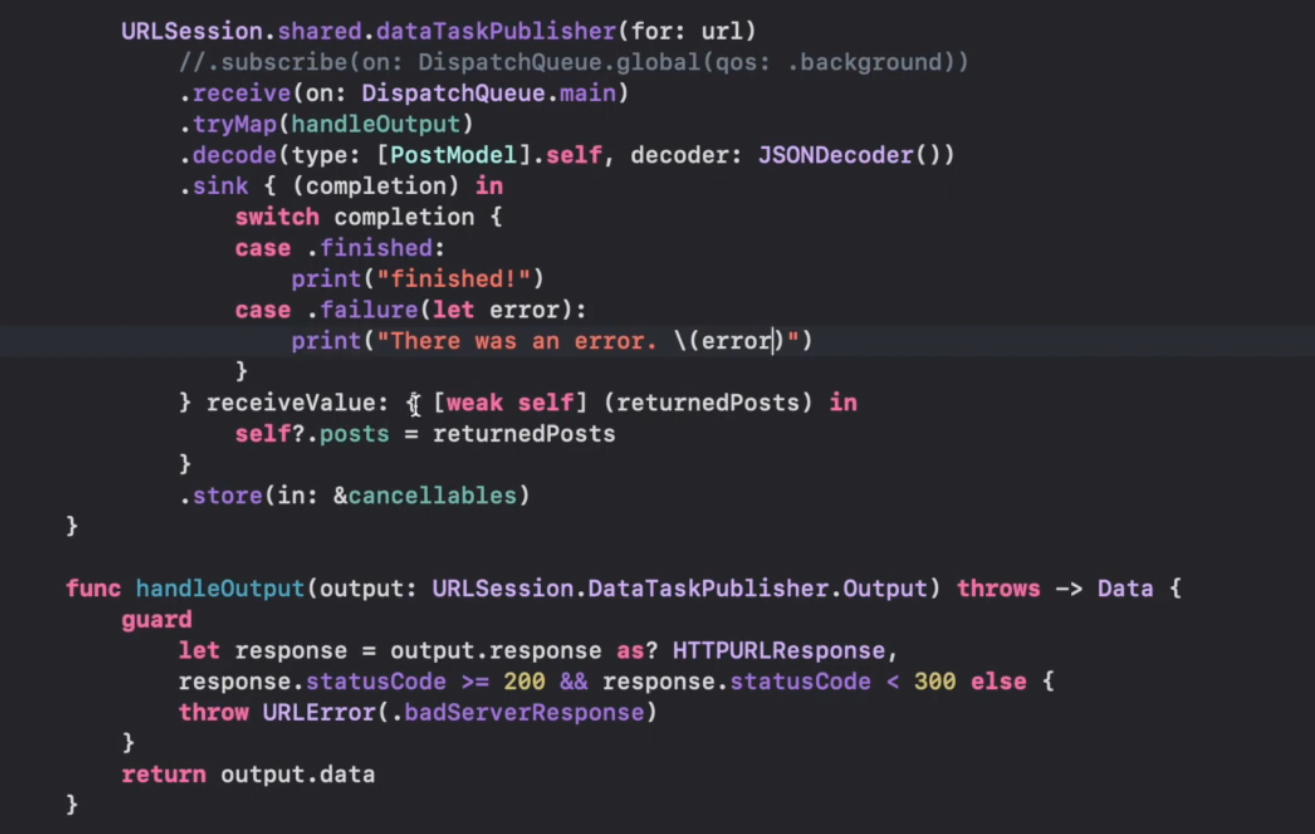 URLSession.shared.dataTaskPublisher(for: url)
//.subscribe(on: DispatchQueue.global(qos: .background))
.receive(on: DispatchQueue.main)
.tryMap(handleOutput)
.decode(type: [PostModel].self, decoder: JSONDecoder())
.sink { (completion) in
switch completion {
case .finished:
print("finished!")
case .failure(let error):
print("There was an error. \(error)")
}
} receiveValue: { [weak self] (returnedPosts) in
self?.posts = returnedPosts
}
.store(in: &cancellables)
}
func handleOutput(output: URLSession.DataTaskPublisher.Output) throws -> Data {
guard
let response = output.response as? HTTPURLResponse,
response.statusCode >= 200 && response.statusCode < 300 else {
throw URLError(.badServerResponse)
}
return output.data
}